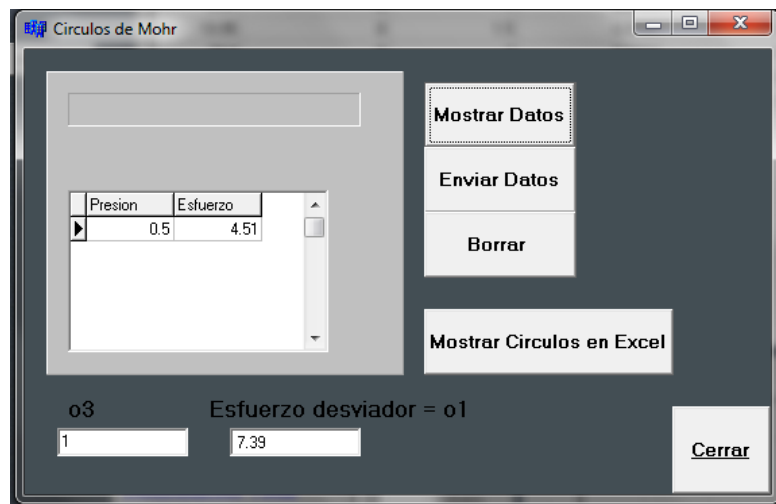 Circulos de Mohr
Mostrar Datos
Enviar Datos
Presion Esfuerzo
0.5 4.51
Borrar
Mostrar Circulos en Excel
o3 Esfuerzo desviador = o1
1 7.39
Cerrar